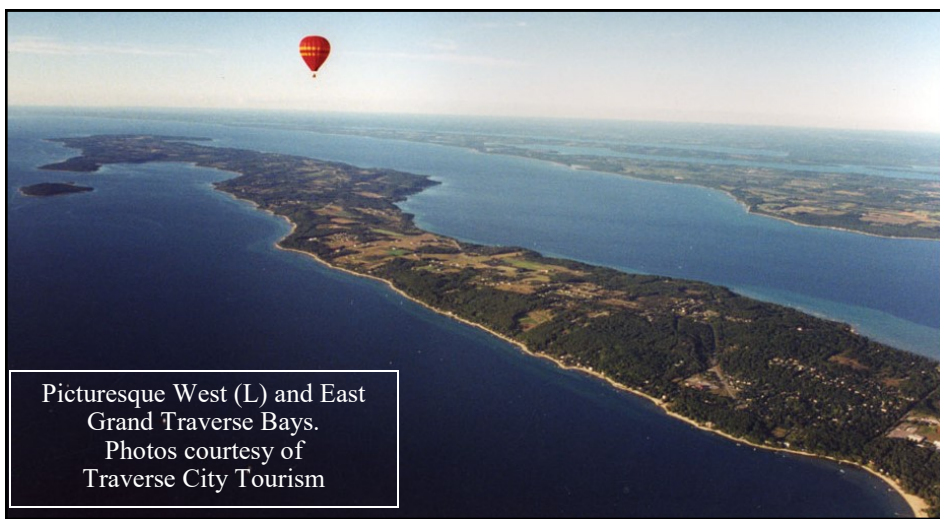 Picturesque West (L) and East
Grand Traverse Bays.
Photos courtesy of
Traverse City Tourism